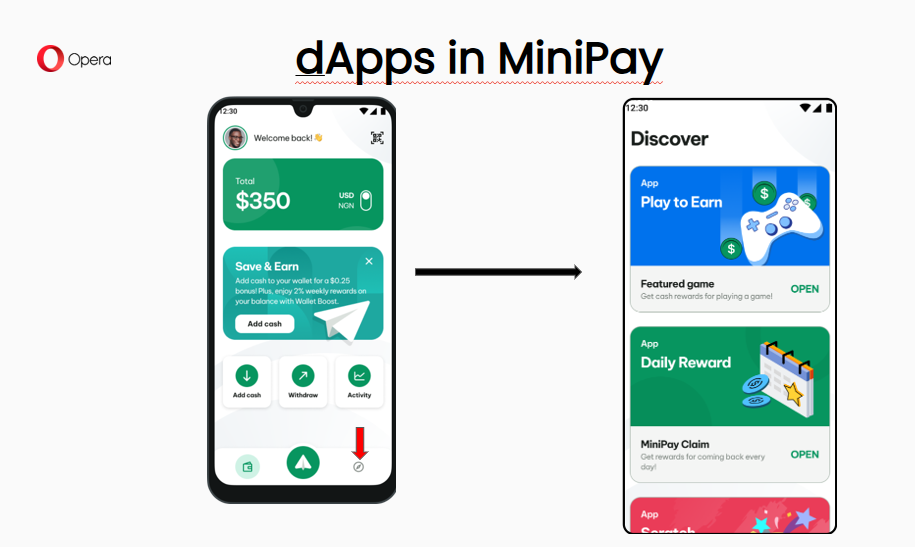 Opera
dApps in MiniPay
12:30
Welcome back! 👋
Total
$350
USD
NGN
Save & Earn
Add cash to your wallet for a $0.25
bonus! Plus, enjoy 2% weekly rewards on
your balance with Wallet Boost.
Add cash
Add cash
Withdraw
Activity
12:30
Discover
App
Play to Earn
$
$
$
Featured game
Get cash rewards for playing a game!
OPEN
App
Daily Reward
MiniPay Claim
Get rewards for coming back every
day!
OPEN
App
Scratch